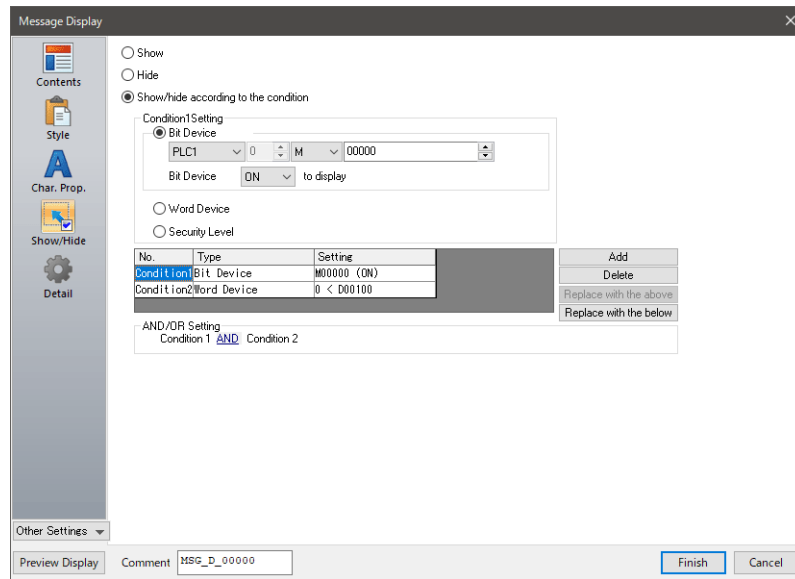 Message Display
Contents
Style
Char. Prop.
Show/Hide
Detail
Other Settings
Preview Display
Show
Hide
Show/hide according to the condition
Condition1Setting
Bit Device
PLC1 0 M 00000
Bit Device ON to display
Word Device
Security Level
No. Type Setting
Condition1 Bit Device M00000 (ON)
Condition2 Word Device 0 < D00100
Add
Delete
Replace with the above
Replace with the below
AND/OR Setting
Condition 1 AND Condition 2
Comment MSG_D_00000
Finish Cancel